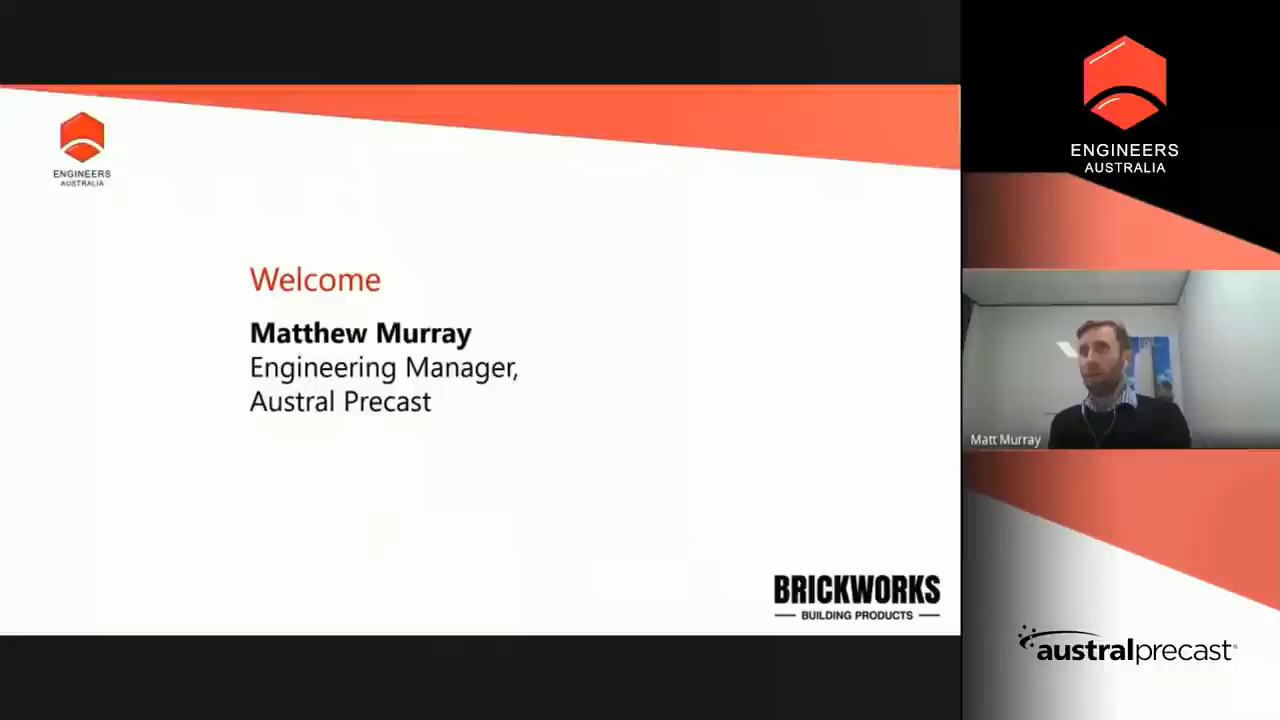 ENGINEERS
AUSTRALIA
Welcome
Matthew Murray
Engineering Manager,
Austral Precast
BRICKWORKS
BUILDING PRODUCTS
ENGINEERS
AUSTRALIA
Matt Murray
australprecast